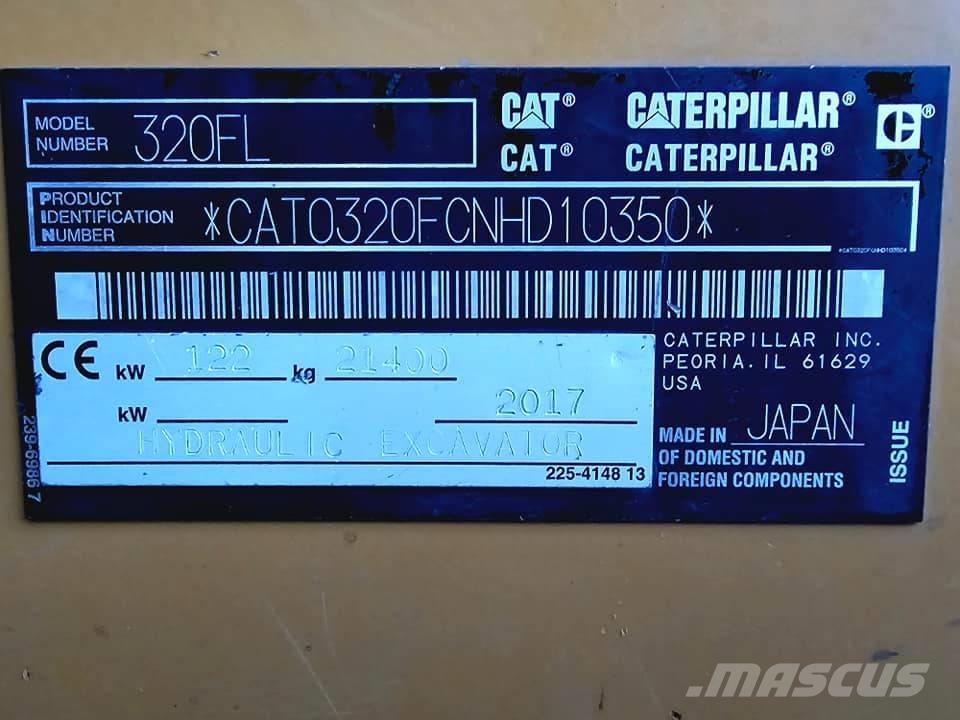 MODEL NUMBER 320FL
CAT® CATERPILLAR®
CAT® CATERPILLAR®
PRODUCT IDENTIFICATION NUMBER *CAT0320FCNHD10350*
*CAT0320FCNHD10350*
CE kW 122 kg 21400
kW 2017
HYDRAULIC EXCAVATOR
225-4148 13
239-6986 7
CATERPILLAR INC.
PEORIA. IL 61629
USA
MADE IN JAPAN
OF DOMESTIC AND
FOREIGN COMPONENTS
ISSUE
MASCUS